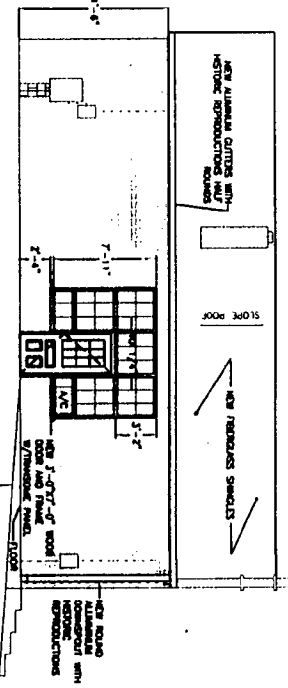 NEW ALUMINUM GUTTERS WITH
HISTORIC REPRODUCTIONS HALF
ROUNDS
SLOPE ROOF
NEW FIBERGLASS SHINGLES
7'-11"
2'-4"
3'-2"
A/C
NEW 3'-0"X7'-0" WOOD
DOOR AND FRAME
W/TRANSOME PANEL
FLOOR
NEW ROUND
ALUMINUM
DOWNSPOUT WITH
HISTORIC
REPRODUCTIONS